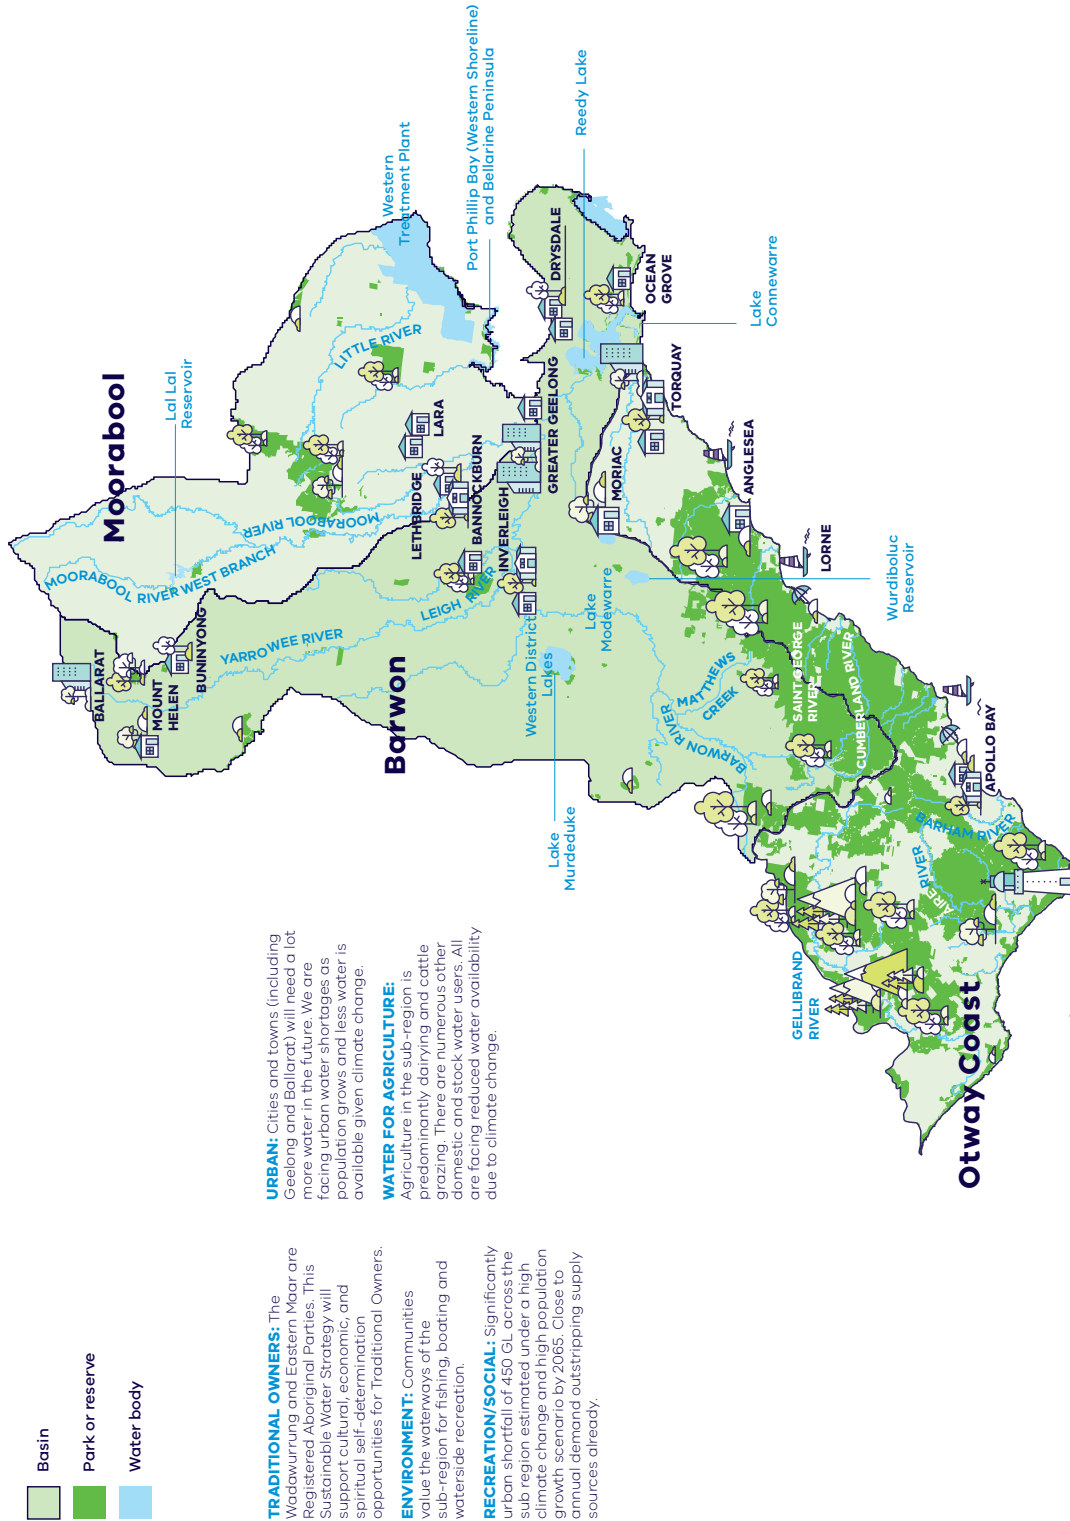 Basin
Park or reserve
Water body
TRADITIONAL OWNERS: The
Wadawurrung and Eastern Maar are
Registered Aboriginal Parties. This
Sustainable Water Strategy will
support cultural, economic, and
spiritual self-determination
opportunities for Traditional Owners.
ENVIRONMENT: Communities
value the waterways of the
sub-region for fishing, boating and
waterside recreation.
RECREATION/SOCIAL: Significantly
urban shortfall of 450 GL across the
sub region estimated under a high
climate change and high population
growth scenario by 2065. Close to
annual demand outstripping supply
sources already.
URBAN: Cities and towns (including
Geelong and Ballarat) will need a lot
more water in the future. We are
facing urban water shortages as
population grows and less water is
available given climate change.
WATER FOR AGRICULTURE:
Agriculture in the sub-region is
predominantly dairying and cattle
grazing. There are numerous other
domestic and stock water users. All
are facing reduced water availability
due to climate change.
Moorabool
Lal Lal
Reservoir
MOORABOOL RIVER WEST BRANCH
MOORABOOL RIVER
LITTLE RIVER
Western
Treatment Plant
Port Phillip Bay (Western Shoreline)
and Bellarine Peninsula
Reedy Lake
Lake
Connewarre
BALLARAT
MOUNT
HELEN
BUNINYONG
YARROWEE RIVER
LEIGH RIVER
LETHBRIDGE
LARA
BANNOCKBURN
INVERLEIGH
GREATER GEELONG
DRYSDALE
OCEAN
GROVE
TORQUAY
MORIAC
ANGLESEA
LORNE
Wurdiboluc
Reservoir
Lake
Modewarre
Western District
Lakes
Lake
Murdeduke
Barwon
BARWON RIVER
MATTHEWS
CREEK
SAINT GEORGE
RIVER
CUMBERLAND RIVER
APOLLO BAY
BARHAM RIVER
AIRE RIVER
GELLIBRAND
RIVER
Otway Coast